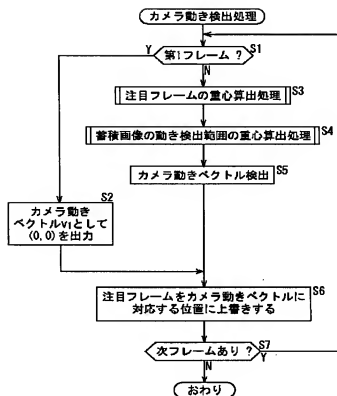 カメラ動き検出処理
Y
第1フレーム ?
S1
N
S3
注目フレームの重心算出処理
S4
蓄積画像の動き検出範囲の重心算出処理
S5
カメラ動きベクトル検出
S2
カメラ動き
ベクトルV1として
(0,0)を出力
S6
注目フレームをカメラ動きベクトルに
対応する位置に上書きする
次フレームあり ?
S7
Y
N
おわり